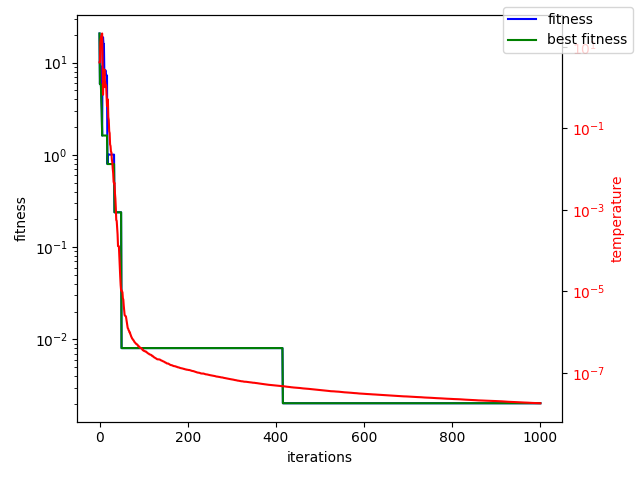 fitness
best fitness
10¹
10⁰
10⁻¹
10⁻²
fitness
10¹
10⁻¹
10⁻³
10⁻⁵
10⁻⁷
temperature
0 200 400 600 800 1000
iterations